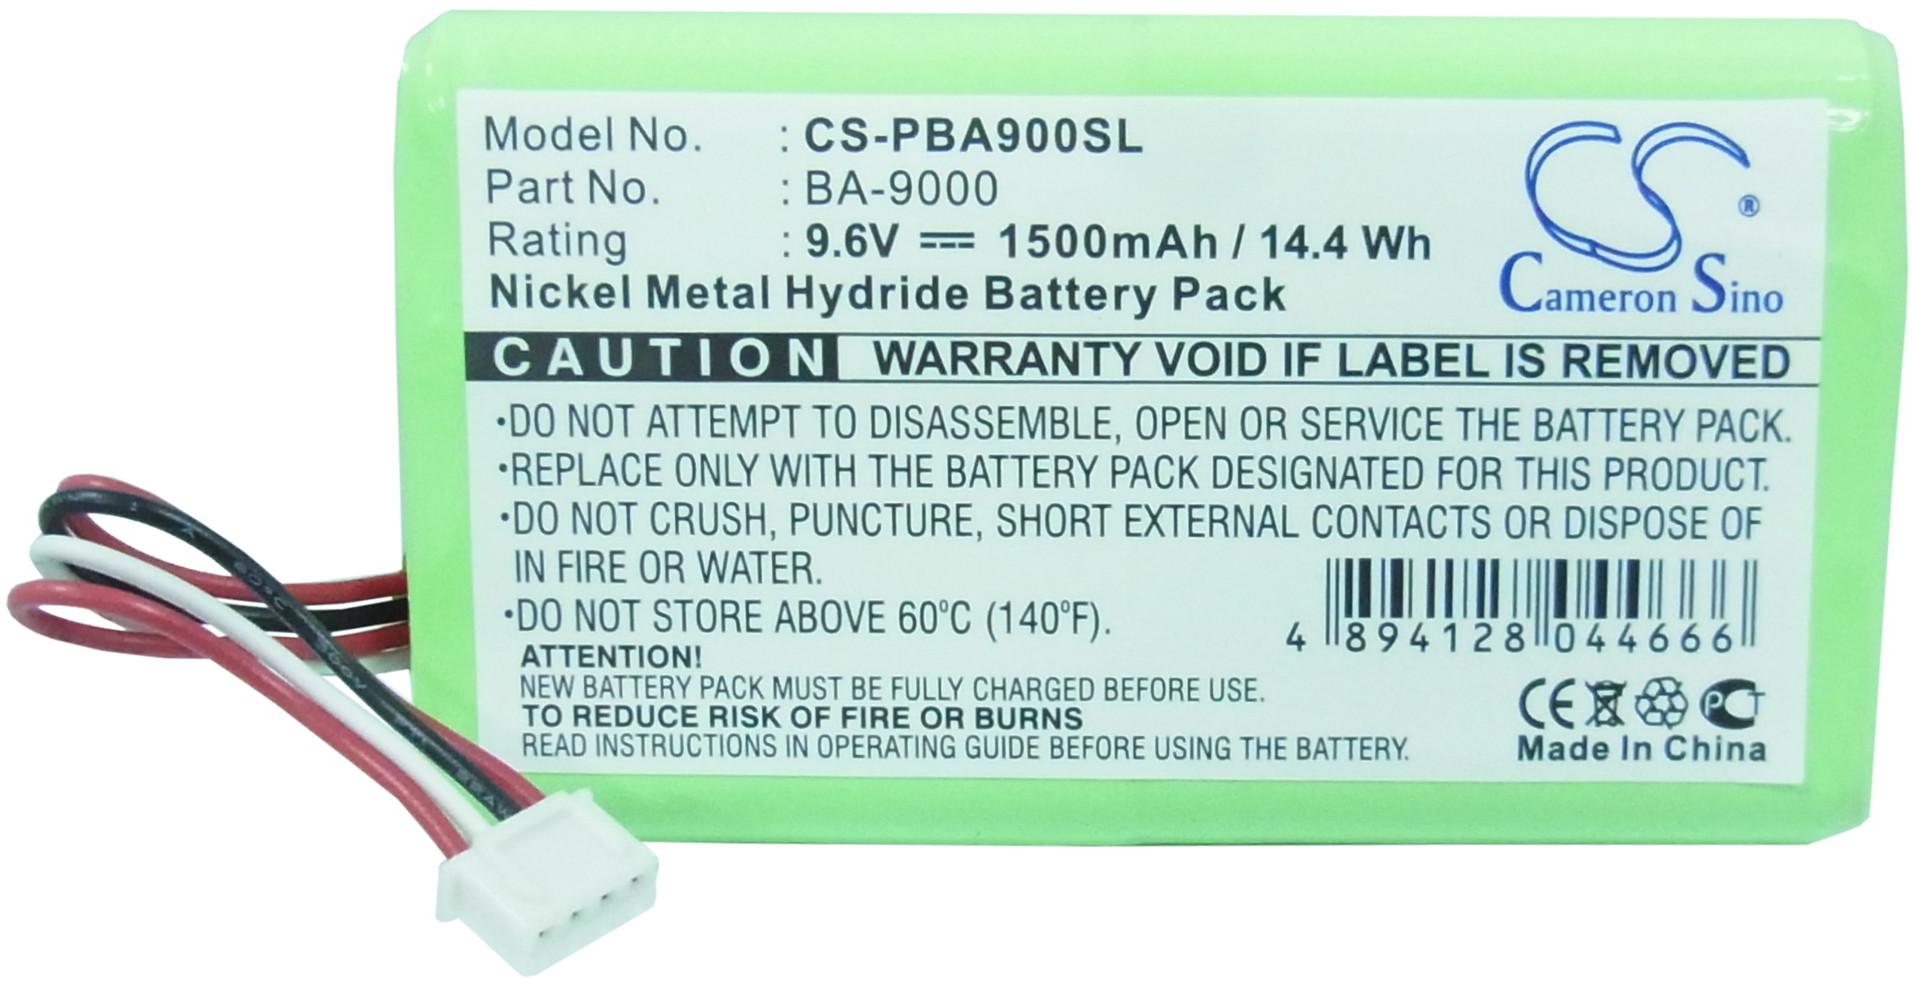 Model No. : CS-PBA900SL
Part No. : BA-9000
Rating : 9.6V 1500mAh / 14.4 Wh
Nickel Metal Hydride Battery Pack
CS ®
Cameron Sino
CAUTION WARRANTY VOID IF LABEL IS REMOVED
•DO NOT ATTEMPT TO DISASSEMBLE, OPEN OR SERVICE THE BATTERY PACK.
•REPLACE ONLY WITH THE BATTERY PACK DESIGNATED FOR THIS PRODUCT.
•DO NOT CRUSH, PUNCTURE, SHORT EXTERNAL CONTACTS OR DISPOSE OF
IN FIRE OR WATER.
•DO NOT STORE ABOVE 60°C (140°F).
4 894128 044666
ATTENTION!
NEW BATTERY PACK MUST BE FULLY CHARGED BEFORE USE.
TO REDUCE RISK OF FIRE OR BURNS
READ INSTRUCTIONS IN OPERATING GUIDE BEFORE USING THE BATTERY.
CE PCT
Made In China